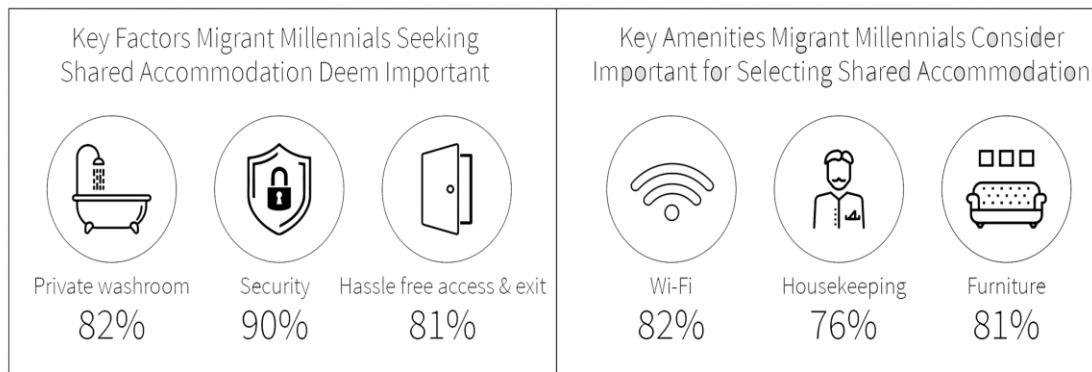 Key Factors Migrant Millennials Seeking
Shared Accommodation Deem Important
Private washroom
82%
Security
90%
Hassle free access & exit
81%
Key Amenities Migrant Millennials Consider
Important for Selecting Shared Accommodation
Wi-Fi
82%
Housekeeping
76%
Furniture
81%